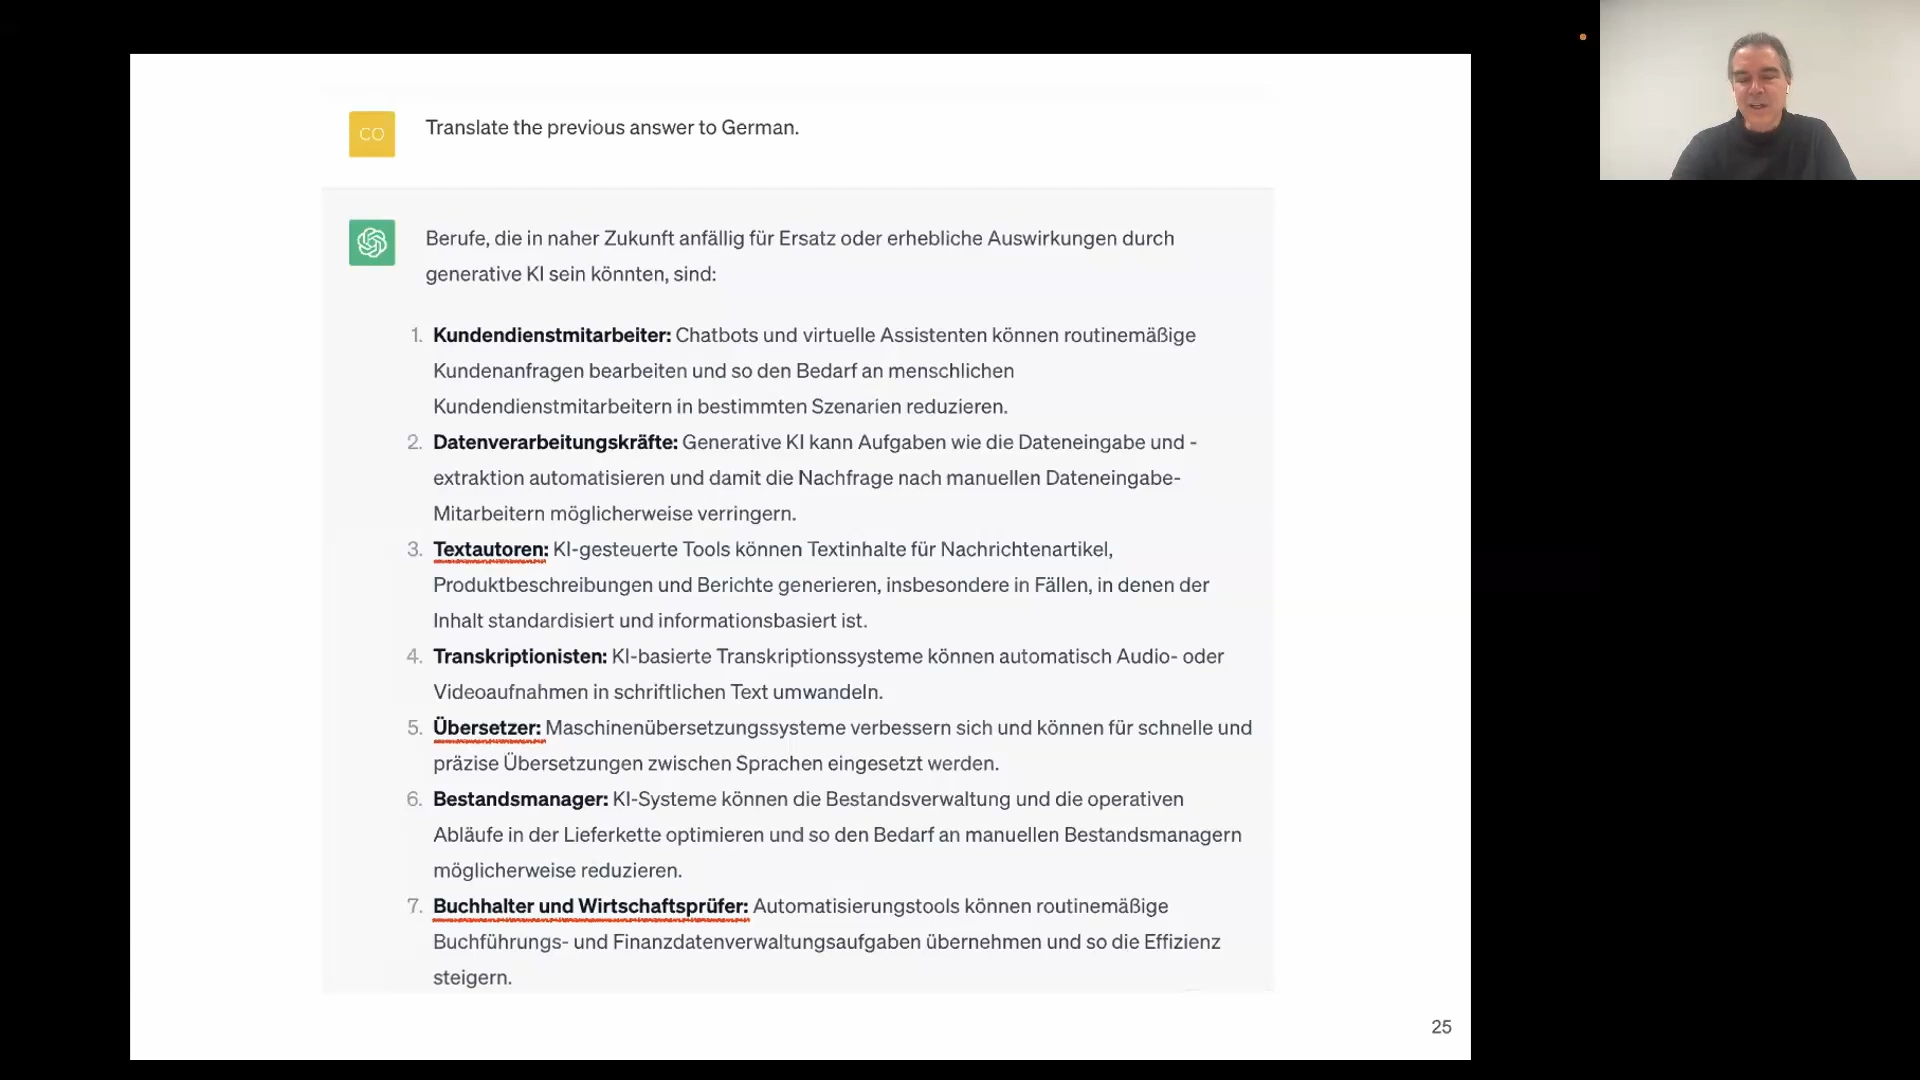 CO
Translate the previous answer to German.
Berufe, die in naher Zukunft anfällig für Ersatz oder erhebliche Auswirkungen durch
generative KI sein könnten, sind:
1. Kundendienstmitarbeiter: Chatbots und virtuelle Assistenten können routinemäßige
Kundenanfragen bearbeiten und so den Bedarf an menschlichen
Kundendienstmitarbeitern in bestimmten Szenarien reduzieren.
2. Datenverarbeitungskräfte: Generative KI kann Aufgaben wie die Dateneingabe und -
extraktion automatisieren und damit die Nachfrage nach manuellen Dateneingabe-
Mitarbeitern möglicherweise verringern.
3. Textautoren: KI-gesteuerte Tools können Textinhalte für Nachrichtenartikel,
Produktbeschreibungen und Berichte generieren, insbesondere in Fällen, in denen der
Inhalt standardisiert und informationsbasiert ist.
4. Transkriptionisten: KI-basierte Transkriptionssysteme können automatisch Audio- oder
Videoaufnahmen in schriftlichen Text umwandeln.
5. Übersetzer: Maschinenübersetzungssysteme verbessern sich und können für schnelle und
präzise Übersetzungen zwischen Sprachen eingesetzt werden.
6. Bestandsmanager: KI-Systeme können die Bestandsverwaltung und die operativen
Abläufe in der Lieferkette optimieren und so den Bedarf an manuellen Bestandsmanagern
möglicherweise reduzieren.
7. Buchhalter und Wirtschaftsprüfer: Automatisierungstools können routinemäßige
Buchführungs- und Finanzdatenverwaltungsaufgaben übernehmen und so die Effizienz
steigern.
25